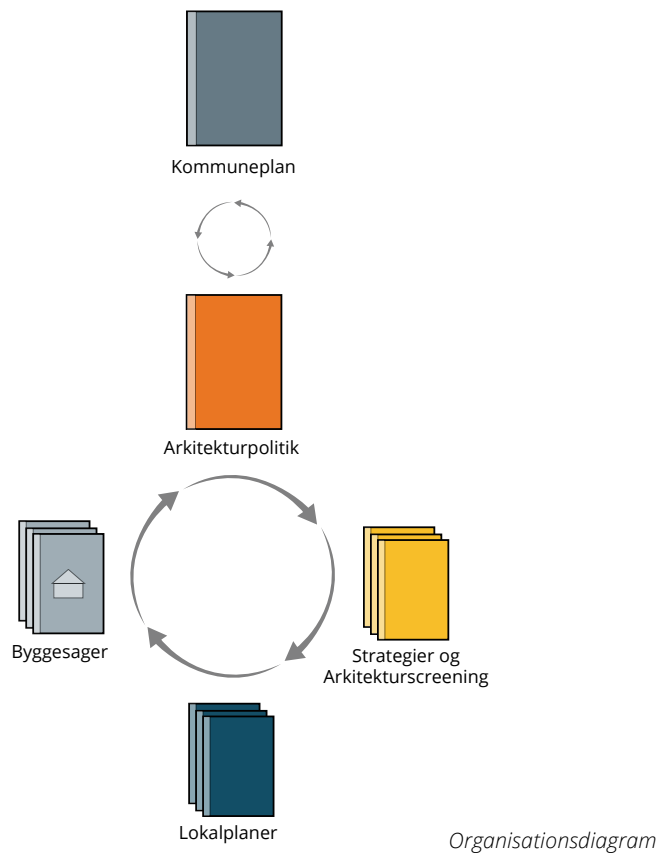 Kommuneplan
Arkitekturpolitik
Byggesager
Strategier og
Arkitekturscreening
Lokalplaner
Organisationsdiagram